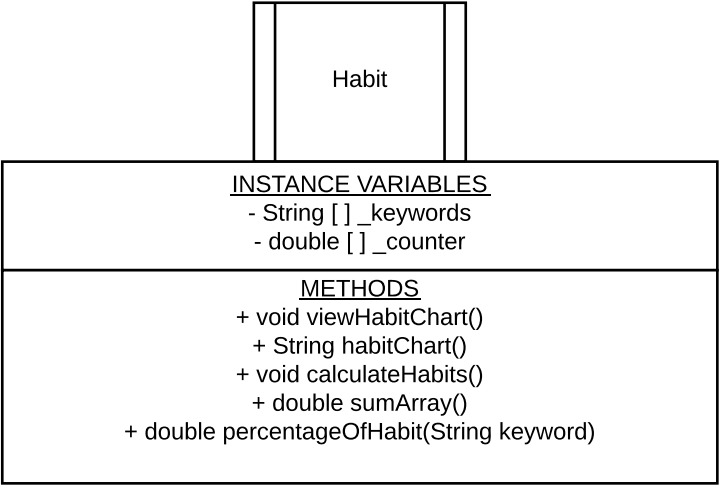 Habit
INSTANCE VARIABLES
- String [ ] _keywords
- double [ ] _counter
METHODS
+ void viewHabitChart()
+ String habitChart()
+ void calculateHabits()
+ double sumArray()
+ double percentageOfHabit(String keyword)